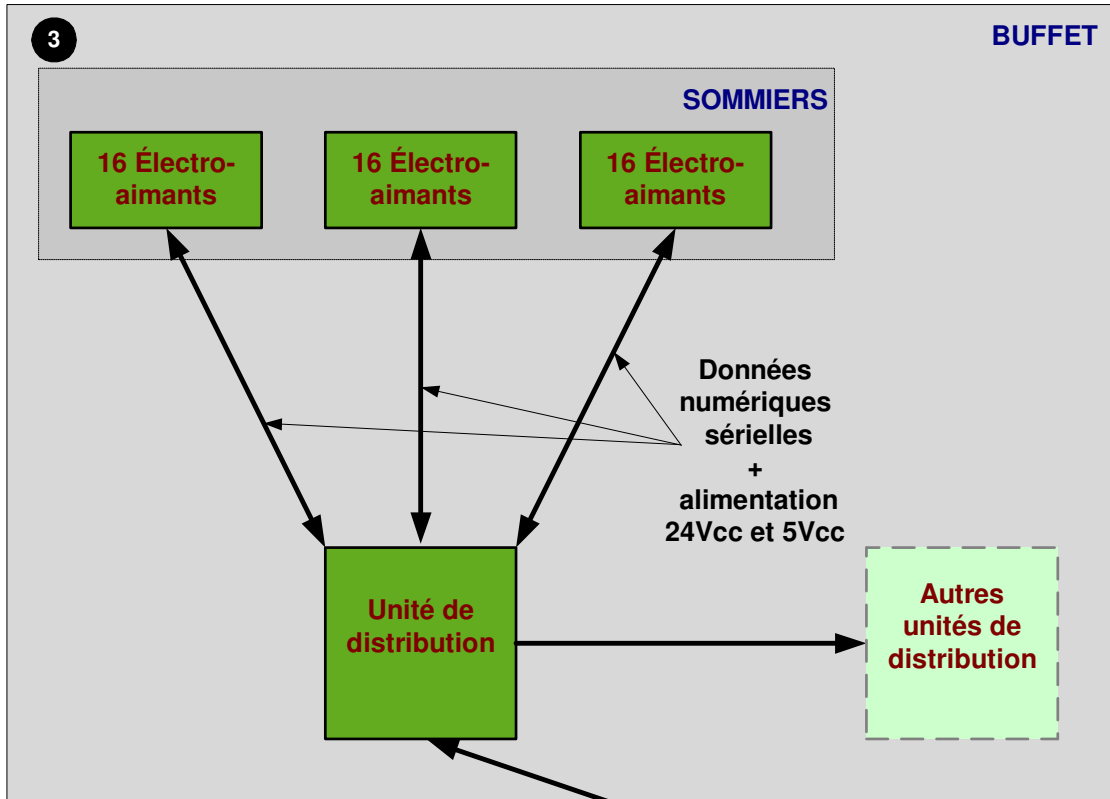 3
BUFFET
SOMMIERS
16 Électro-
aimants
16 Électro-
aimants
16 Électro-
aimants
Données
numériques
sérielles
+
alimentation
24Vcc et 5Vcc
Unité de
distribution
Autres
unités de
distribution